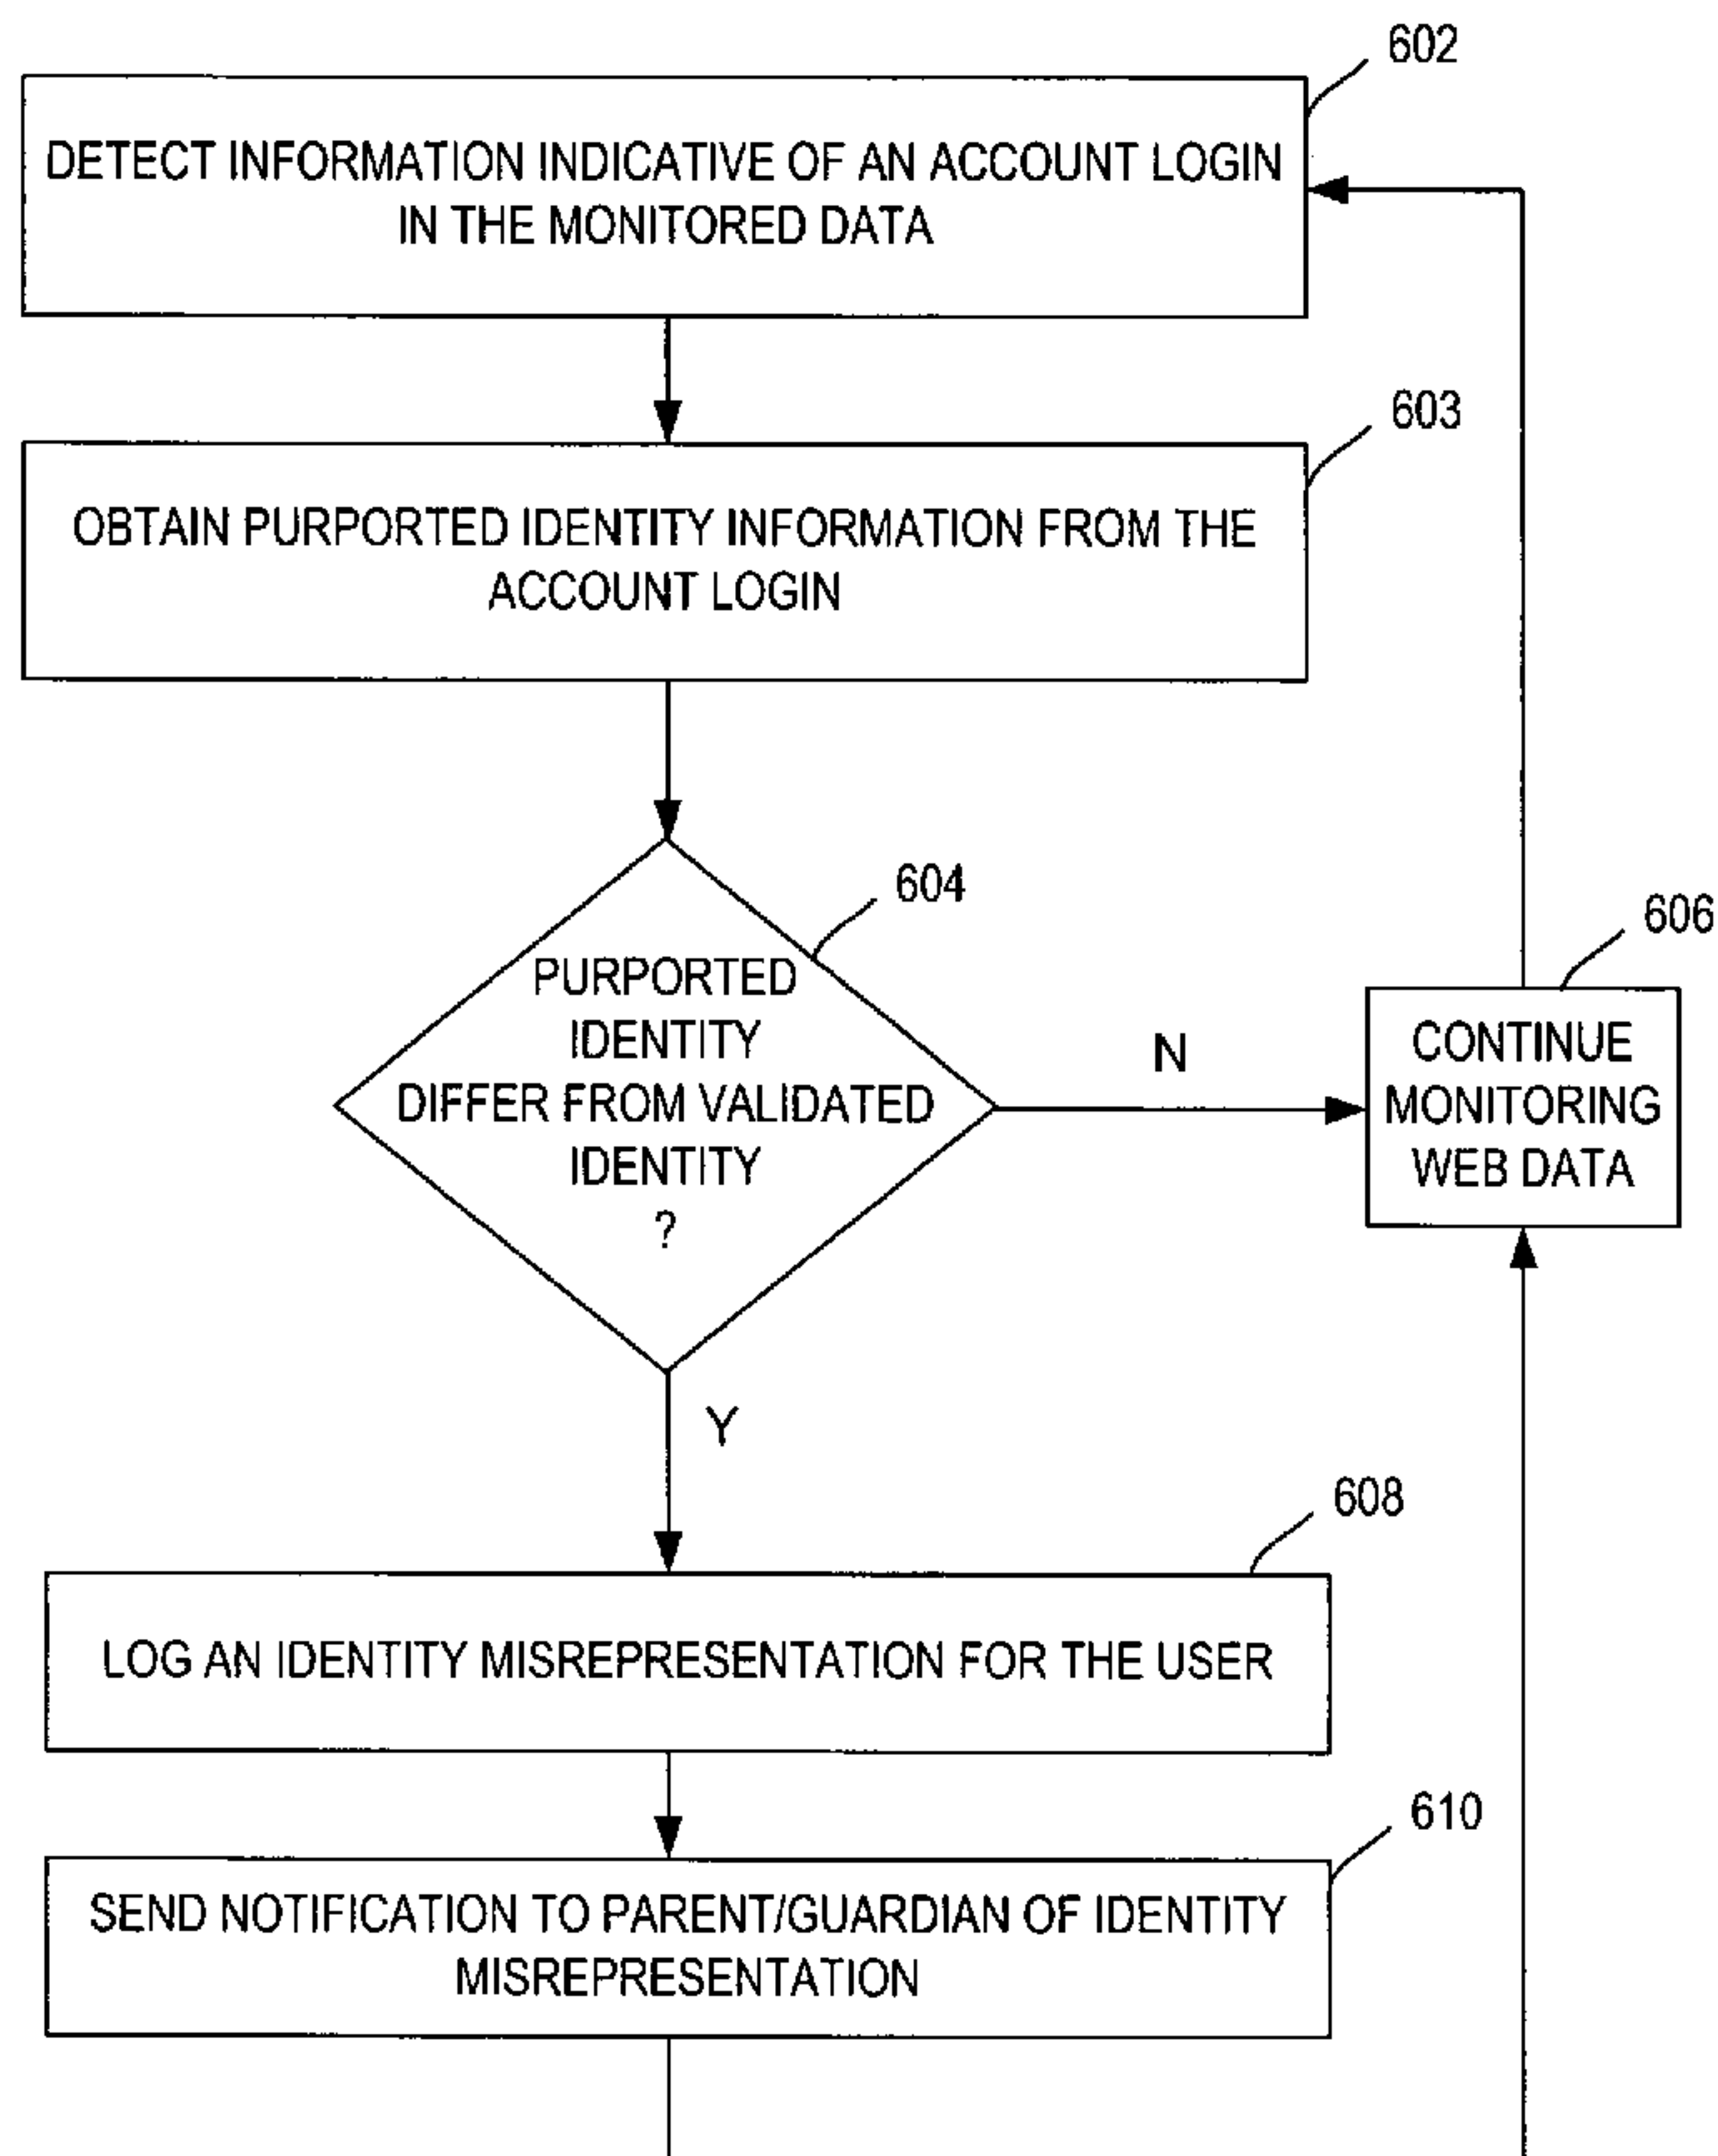 602
DETECT INFORMATION INDICATIVE OF AN ACCOUNT LOGIN
IN THE MONITORED DATA
603
OBTAIN PURPORTED IDENTITY INFORMATION FROM THE
ACCOUNT LOGIN
604
PURPORTED
IDENTITY
DIFFER FROM VALIDATED
IDENTITY
?
N
606
CONTINUE
MONITORING
WEB DATA
Y
608
LOG AN IDENTITY MISREPRESENTATION FOR THE USER
610
SEND NOTIFICATION TO PARENT/GUARDIAN OF IDENTITY
MISREPRESENTATION